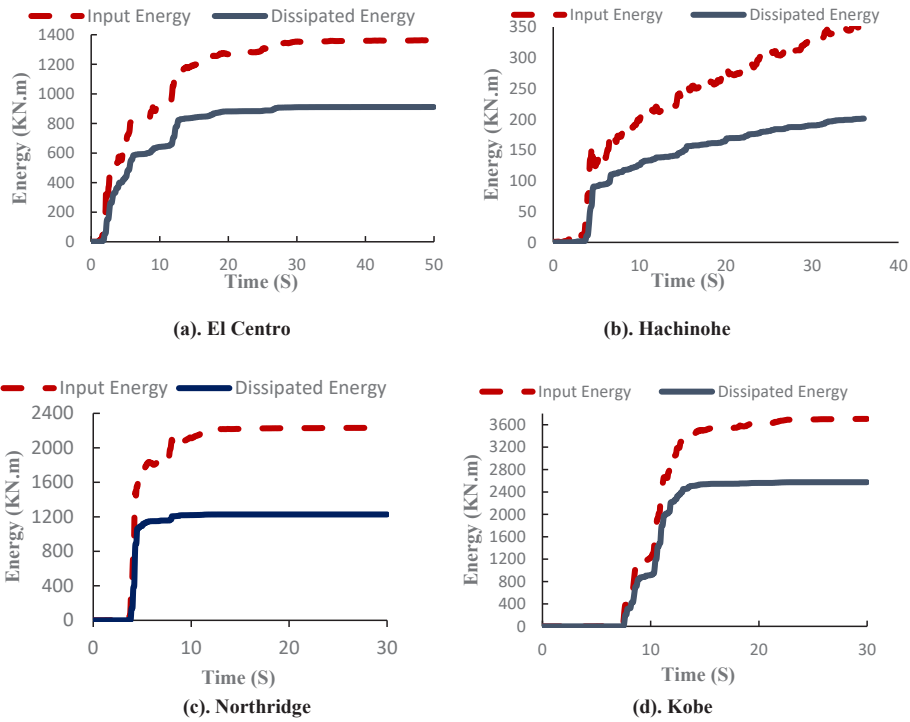 Input Energy Dissipated Energy
1400
1200
1000
800
600
400
200
0
0 10 20 30 40 50
Energy (KN.m)
Time (S)
(a). El Centro
Input Energy Dissipated Energy
350
300
250
200
150
100
50
0
0 10 20 30 40
Energy (KN.m)
Time (S)
(b). Hachinohe
Input Energy Dissipated Energy
2400
2000
1600
1200
800
400
0
0 10 20 30
Energy (KN.m)
Time (S)
(c). Northridge
Input Energy Dissipated Energy
3600
3200
2800
2400
2000
1600
1200
800
400
0
0 10 20 30
Energy (KN.m)
Time (S)
(d). Kobe